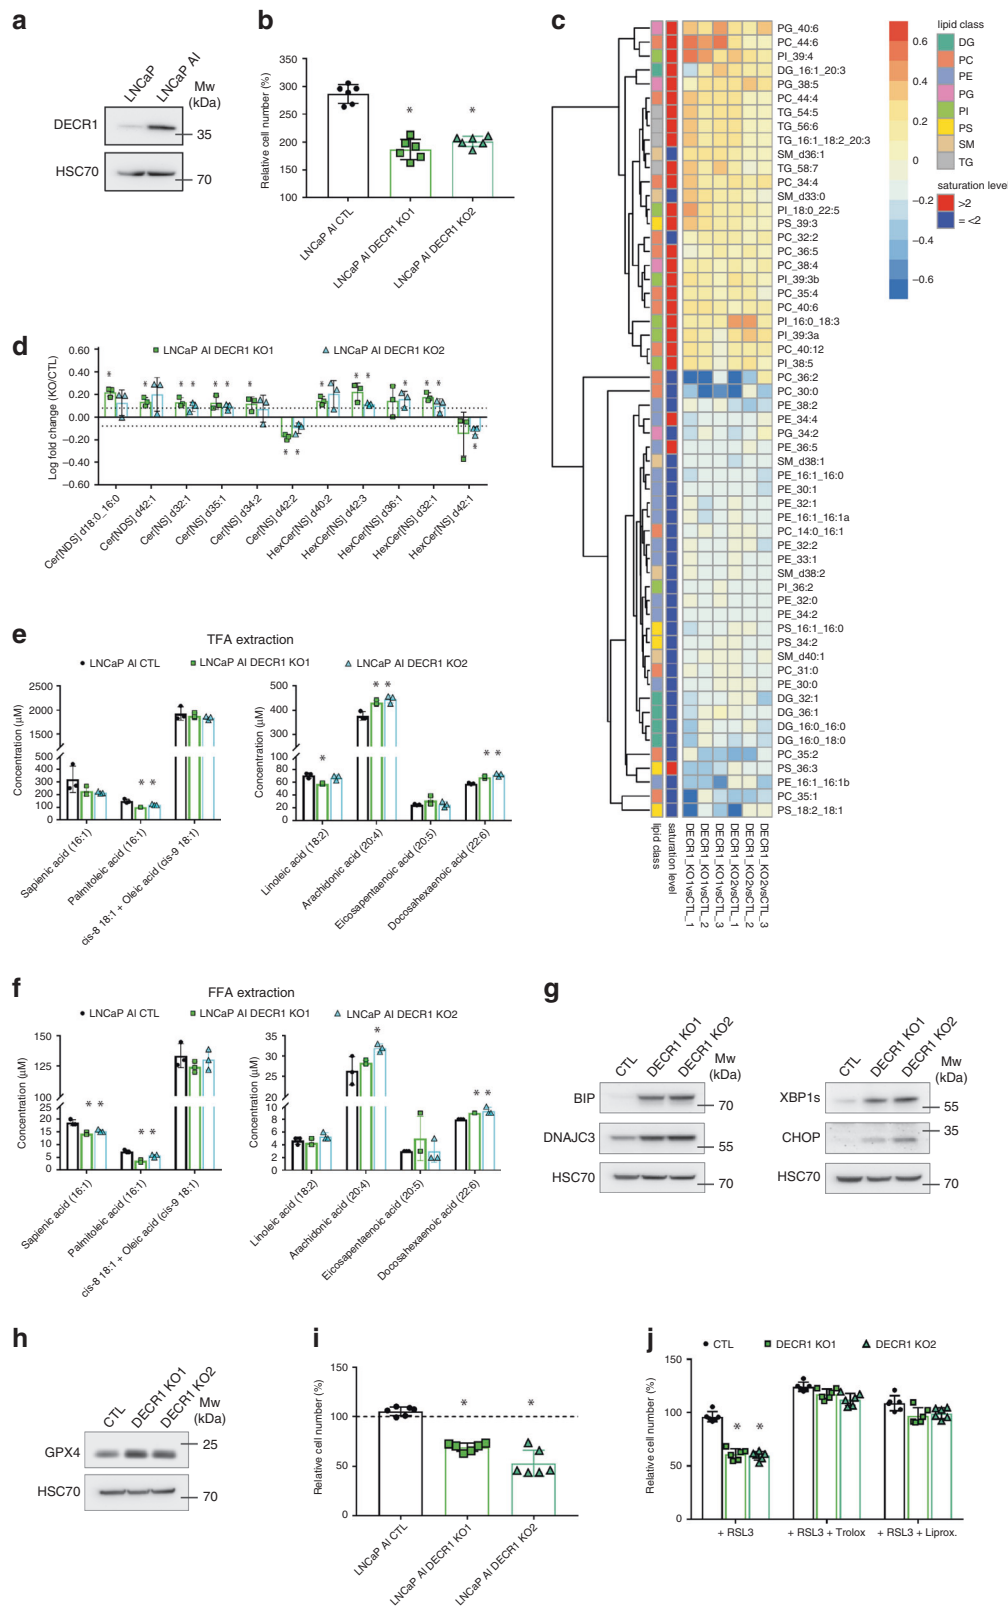 a
LNCaP
LNCaP AI
Mw
(kDa)
DECR1
35
HSC70
70
b
Relative cell number (%)
350
300
250
200
150
100
*
*
LNCaP AI CTL
LNCaP AI DECR1 KO1
LNCaP AI DECR1 KO2
c
PG_40:6
PC_44:6
PI_39:4
DG_16:1_20:3
PG_38:5
PC_44:4
TG_54:5
TG_56:6
TG_16:1_18:2_20:3
SM_d36:1
TG_58:7
PC_34:4
SM_d33:0
PI_18:0_22:5
PS_39:3
PC_32:2
PC_36:5
PC_38:4
PI_39:3b
PC_35:4
PC_40:6
PI_16:0_18:3
PI_39:3a
PC_40:12
PI_38:5
PC_36:2
PC_30:0
PE_38:2
PE_34:4
PG_34:2
PE_36:5
SM_d38:1
PE_16:1_16:0
PE_30:1
PE_32:1
PE_16:1_16:1a
PC_14:0_16:1
PE_32:2
PE_33:1
SM_d38:2
PI_36:2
PE_32:0
PE_34:2
PS_16:1_16:0
PS_34:2
SM_d40:1
PC_31:0
PE_30:0
DG_32:1
DG_36:1
DG_16:0_16:0
DG_16:0_18:0
PC_35:2
PS_36:3
PE_16:1_16:1b
PC_35:1
PS_18:2_18:1
lipid class
saturation level
DECR1_KO1vsCTL_1
DECR1_KO1vsCTL_2
DECR1_KO1vsCTL_3
DECR1_KO2vsCTL_1
DECR1_KO2vsCTL_2
DECR1_KO2vsCTL_3
0.6
0.4
0.2
0
−0.2
−0.4
−0.6
lipid class
DG
PC
PE
PG
PI
PS
SM
TG
saturation level
>2
= <2
d
LNCaP AI DECR1 KO1
LNCaP AI DECR1 KO2
Log fold change (KO/CTL)
0.60
0.40
0.20
0.00
−0.20
−0.40
−0.60
* * * * * * * * * * * * *
* * *
Cer[NDS] d18:0_16:0
Cer[NDS] d42:1
Cer[NS] d32:1
Cer[NS] d35:1
Cer[NS] d34:2
Cer[NS] d42:2
HexCer[NS] d40:2
HexCer[NS] d42:3
HexCer[NS] d36:1
HexCer[NS] d32:1
HexCer[NS] d42:1
e
TFA extraction
LNCaP AI CTL
LNCaP AI DECR1 KO1
LNCaP AI DECR1 KO2
Concentration (µM)
2500
2000
1500
1000
500
500
400
300
200
100
0
* *
Sapienic acid (16:1)
Palmitoleic acid (16:1)
cis-8 18:1 + Oleic acid (cis-9 18:1)
Concentration (µM)
500
400
300
200
100
100
80
60
40
20
0
*
* *
* *
Linoleic acid (18:2)
Arachidonic acid (20:4)
Eicosapentaenoic acid (20:5)
Docosahexaenoic acid (22:6)
f
FFA extraction
LNCaP AI CTL
LNCaP AI DECR1 KO1
LNCaP AI DECR1 KO2
Concentration (µM)
150
125
100
25
20
15
10
5
0
* *
* *
Sapienic acid (16:1)
Palmitoleic acid (16:1)
cis-8 18:1 + Oleic acid (cis-9 18:1)
Concentration (µM)
35
30
25
20
10
8
6
4
2
0
*
* *
Linoleic acid (18:2)
Arachidonic acid (20:4)
Eicosapentaenoic acid (20:5)
Docosahexaenoic acid (22:6)
g
CTL
DECR1 KO1
DECR1 KO2
Mw
(kDa)
BIP
70
DNAJC3
55
HSC70
70
CTL
DECR1 KO1
DECR1 KO2
Mw
(kDa)
XBP1s
55
CHOP
35
HSC70
70
h
CTL
DECR1 KO1
DECR1 KO2
Mw
(kDa)
GPX4
25
HSC70
70
i
Relative cell number (%)
150
100
50
0
*
*
LNCaP AI CTL
LNCaP AI DECR1 KO1
LNCaP AI DECR1 KO2
j
CTL
DECR1 KO1
DECR1 KO2
Relative cell number (%)
150
100
50
0
* *
+ RSL3
+ RSL3 + Trolox
+ RSL3 + Liprox.